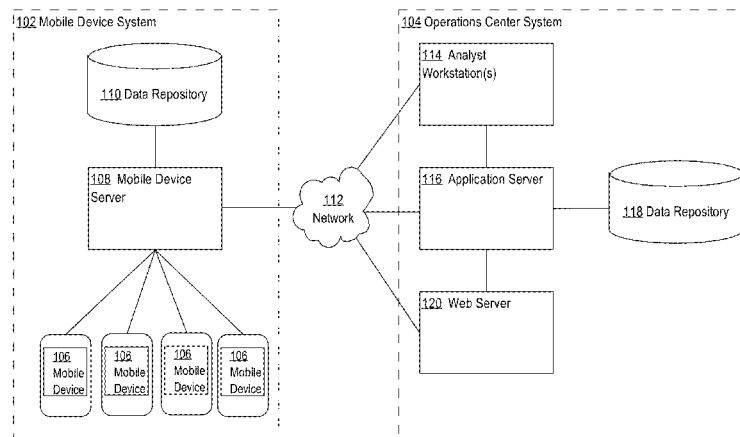 102 Mobile Device System
110 Data Repository
108 Mobile Device
Server
106
Mobile
Device
106
Mobile
Device
106
Mobile
Device
106
Mobile
Device
112
Network
104 Operations Center System
114 Analyst
Workstation(s)
116 Application Server
118 Data Repository
120 Web Server